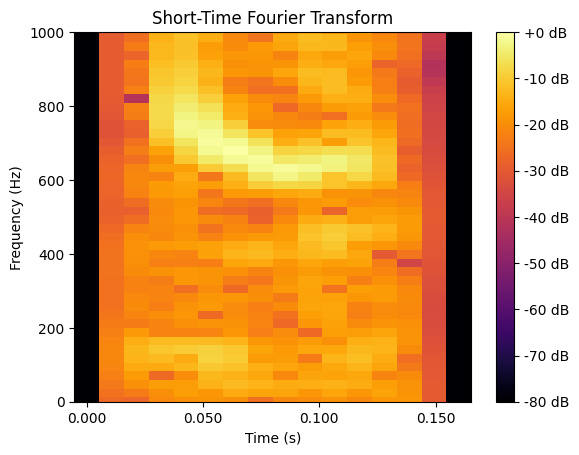 Short-Time Fourier Transform
1000
800
600
400
200
0
Frequency (Hz)
0.000
0.050
0.100
0.150
Time (s)
+0 dB
-10 dB
-20 dB
-30 dB
-40 dB
-50 dB
-60 dB
-70 dB
-80 dB